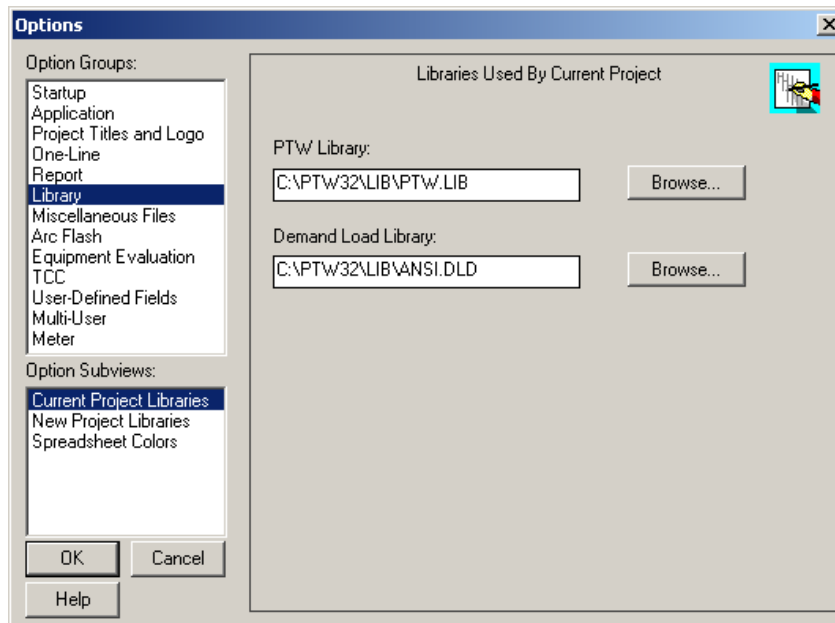 Options
Option Groups:
Startup
Application
Project Titles and Logo
One-Line
Report
Library
Miscellaneous Files
Arc Flash
Equipment Evaluation
TCC
User-Defined Fields
Multi-User
Meter
Option Subviews:
Current Project Libraries
New Project Libraries
Spreadsheet Colors
OK
Cancel
Help
Libraries Used By Current Project
PTW Library:
C:\PTW32\LIB\PTW.LIB
Browse...
Demand Load Library:
C:\PTW32\LIB\ANSI.DLD
Browse...